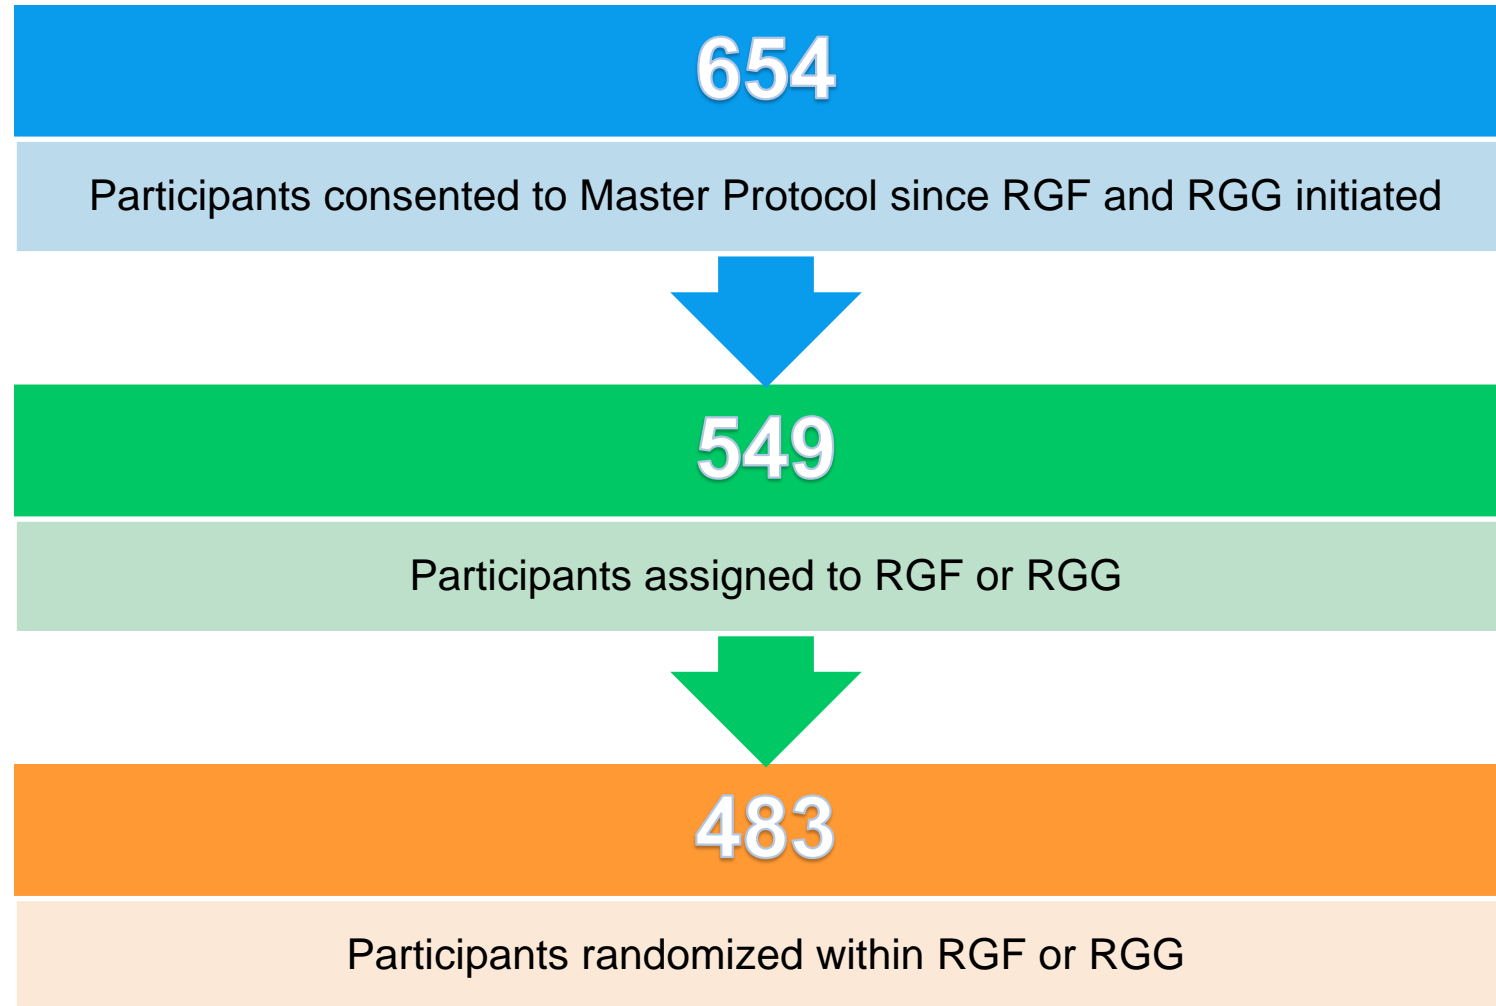 654
Participants consented to Master Protocol since RGF and RGG initiated
549
Participants assigned to RGF or RGG
483
Participants randomized within RGF or RGG